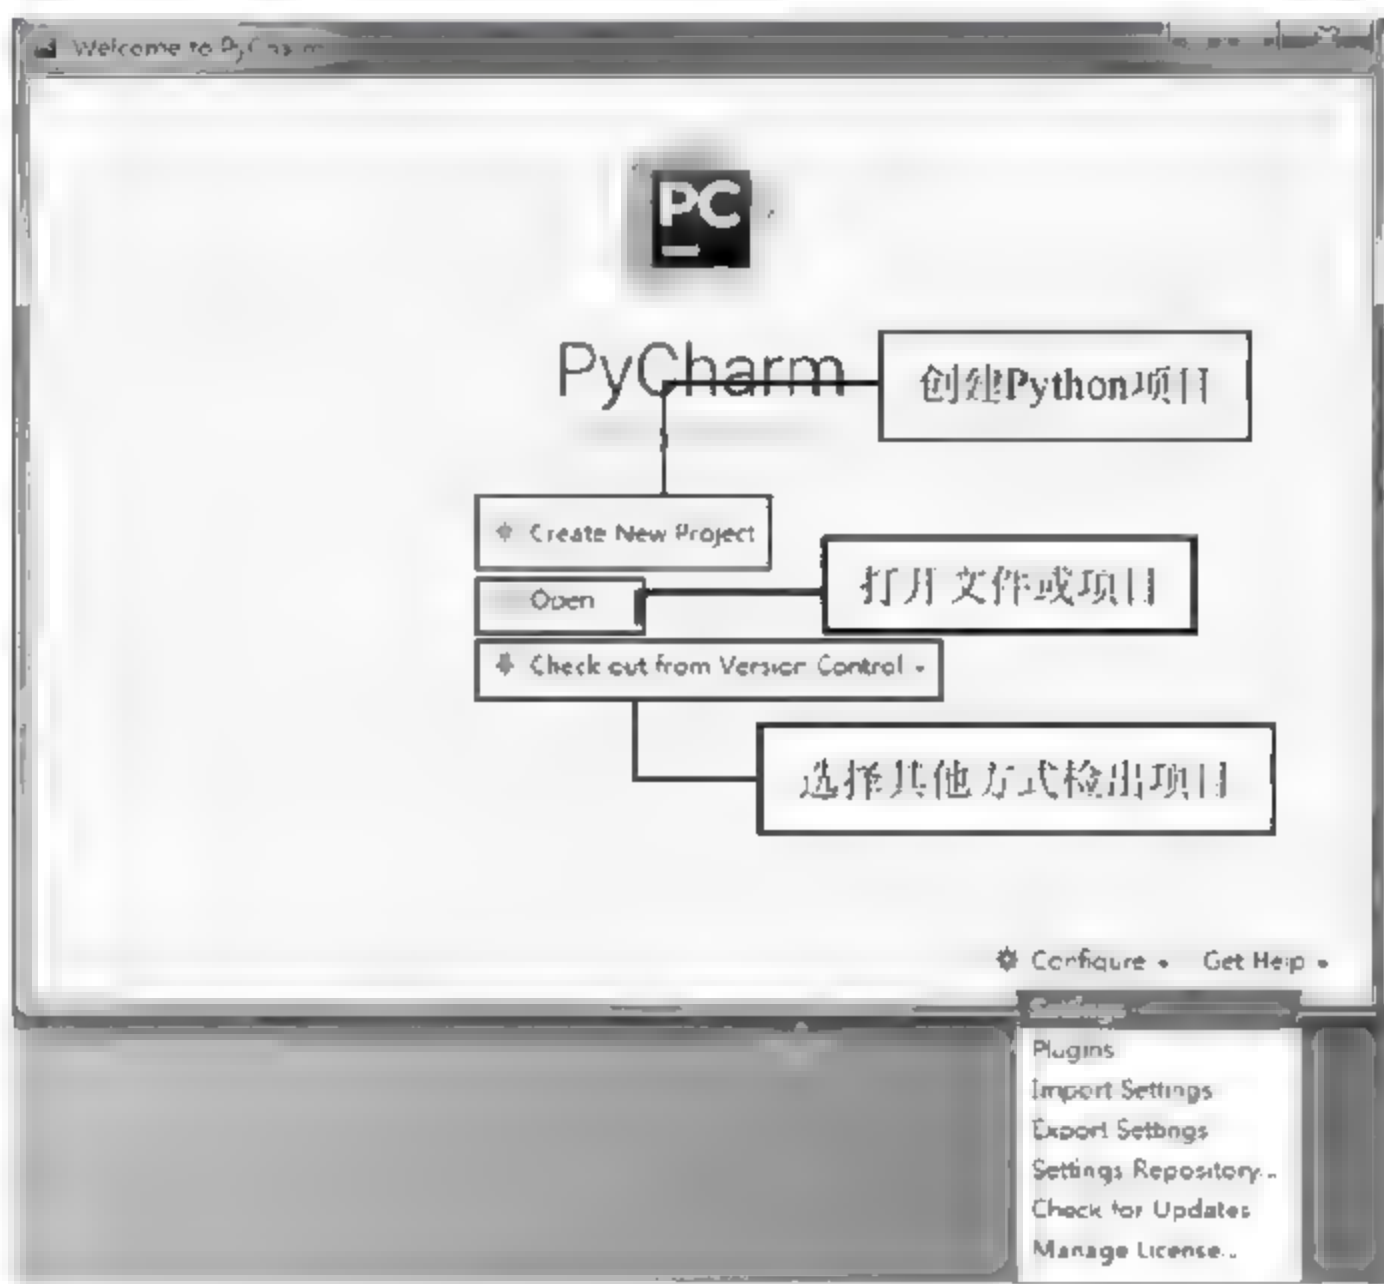 Welcome to PyCharm
PC
PyCharm
创建Python项目
Create New Project
打开文件或项目
Open
Check out from Version Control
选择其他方式检出项目
Configure
Get Help
Settings
Plugins
Import Settings
Export Settings
Settings Repository...
Check for Updates
Manage License...